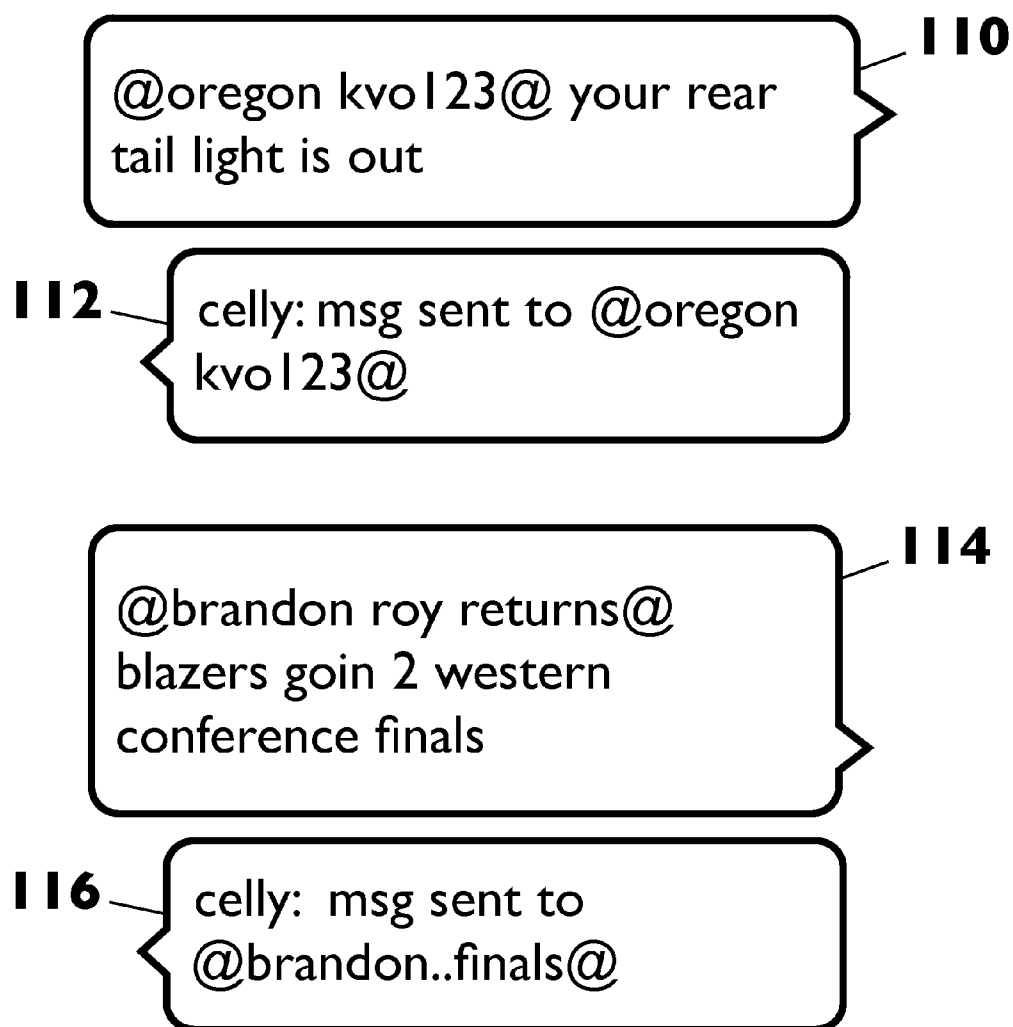 110
@oregon kvo123@ your rear
tail light is out
112
celly: msg sent to @oregon
kvo123@
114
@brandon roy returns@
blazers goin 2 western
conference finals
116
celly: msg sent to
@brandon..finals@